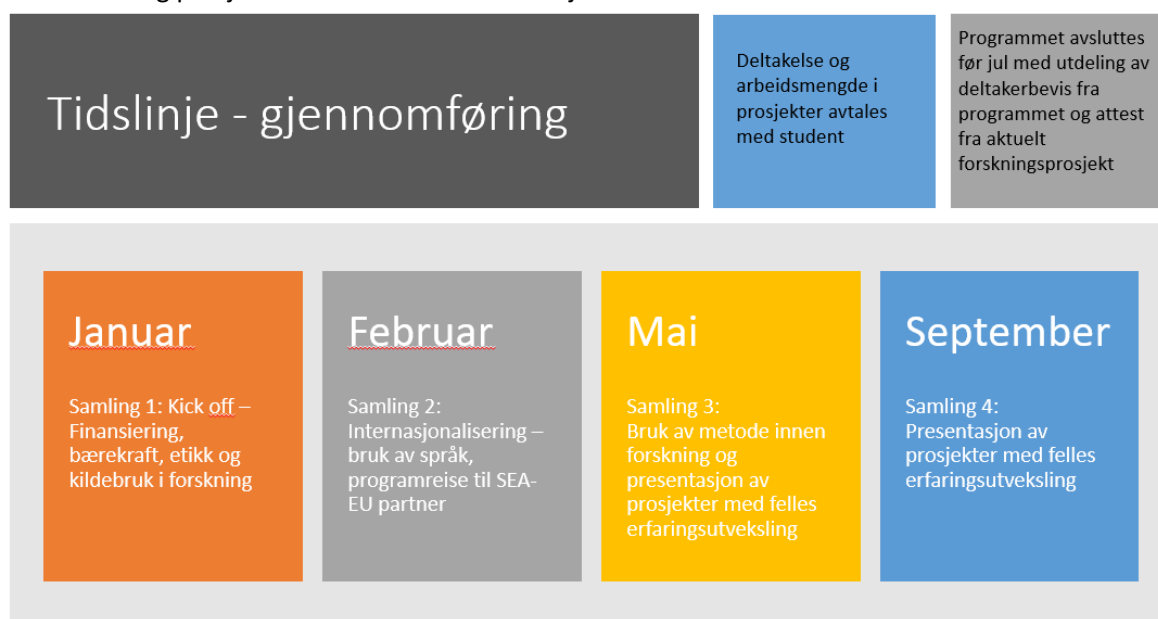 Tidslinje - gjennomføring
Deltakelse og
arbeidsmengde i
prosjekter avtales
med student
Programmet avsluttes
før jul med utdeling av
deltakerbevis fra
programmet og attest
fra aktuelt
forskningsprosjekt
Januar
Samling 1: Kick off –
Finansiering,
bærekraft, etikk og
kildebruk i forskning
Februar
Samling 2:
Internasjonalisering –
bruk av språk,
programreise til SEA-
EU partner
Mai
Samling 3:
Bruk av metode innen
forskning og
presentasjon av
prosjekter med felles
erfaringsutveksling
September
Samling 4:
Presentasjon av
prosjekter med felles
erfaringsutveksling